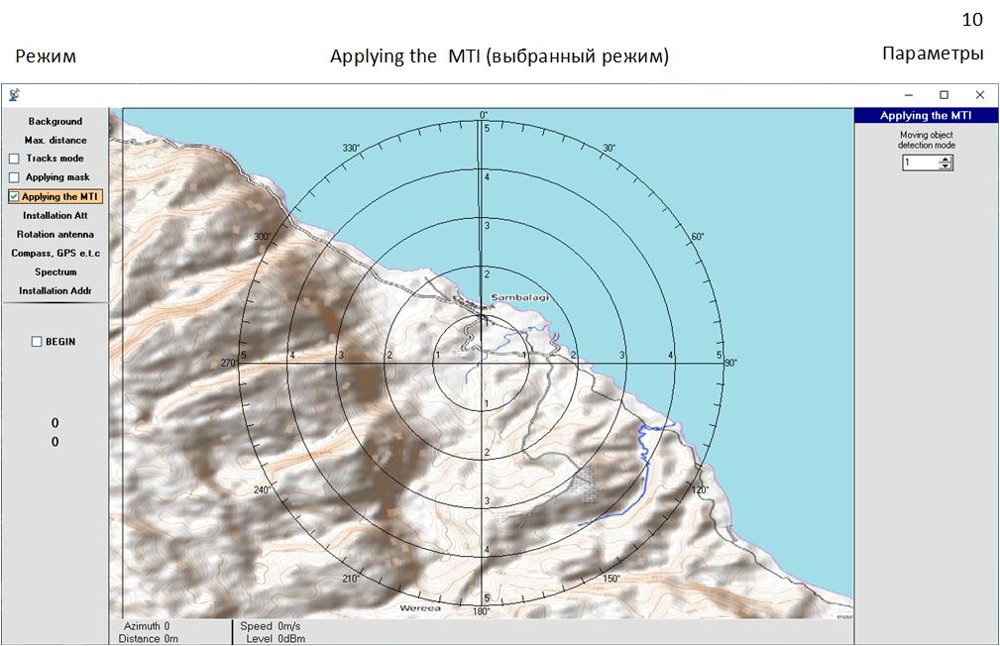 10
Режим
Applying the MTI (выбранный режим)
Параметры
Background
Max. distance
Tracks mode
Applying mask
Applying the MTI
Installation Att
Rotation antenna
Compass, GPS e.t.c
Spectrum
Installation Addr
BEGIN
0
0
0°
5
330°
30°
4
3
300°
60°
2
Sambalagi
1
270°
5
4
3
2
1
1
2
3
4
5
90°
1
2
240°
120°
3
4
210°
150°
5
Wereea
180°
Azimuth 0
Distance 0m
Speed 0m/s
Level 0dBm
Applying the MTI
Moving object
detection mode
1